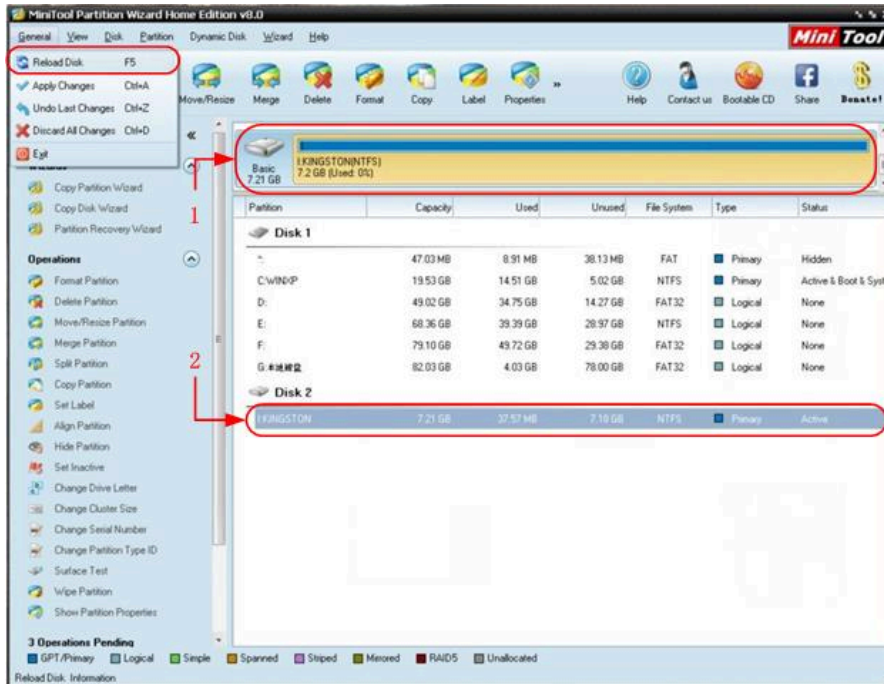 MiniTool Partition Wizard Home Edition v8.0
General View Disk Partition Dynamic Disk Wizard Help
Mini Tool
Reload Disk F5
Apply Changes Ctrl+A
Undo Last Changes Ctrl+Z
Discard All Changes Ctrl+D
Exit
Move/Resize Merge Delete Format Copy Label Properties » Help Contact us Bootable CD Share Donate!
«
1
Basic
7.21 GB
I:KINGSTON(NTFS)
7.2 GB (Used: 0%)
Copy Partition Wizard
Copy Disk Wizard
Partition Recovery Wizard
Operations
Format Partition
Delete Partition
Move/Resize Partition
Merge Partition
Split Partition
Copy Partition
Set Label
Align Partition
Hide Partition
Set Inactive
Change Drive Letter
Change Cluster Size
Change Serial Number
Change Partition Type ID
Surface Test
Wipe Partition
Show Partition Properties
3 Operations Pending
2
Partition Capacity Used Unused File System Type Status
Disk 1
*: 47.03 MB 8.91 MB 38.13 MB FAT Primary Hidden
C:WINXP 19.53 GB 14.51 GB 5.02 GB NTFS Primary Active & Boot & Syst
D: 49.02 GB 34.75 GB 14.27 GB FAT32 Logical None
E: 68.36 GB 39.39 GB 28.97 GB NTFS Logical None
F: 79.10 GB 49.72 GB 29.38 GB FAT32 Logical None
G:本地磁盘 82.03 GB 4.03 GB 78.00 GB FAT32 Logical None
Disk 2
I:KINGSTON 7.21 GB 37.57 MB 7.18 GB NTFS Primary Active
GPT/Primary Logical Simple Spanned Striped Mirrored RAID5 Unallocated
Reload Disk Information